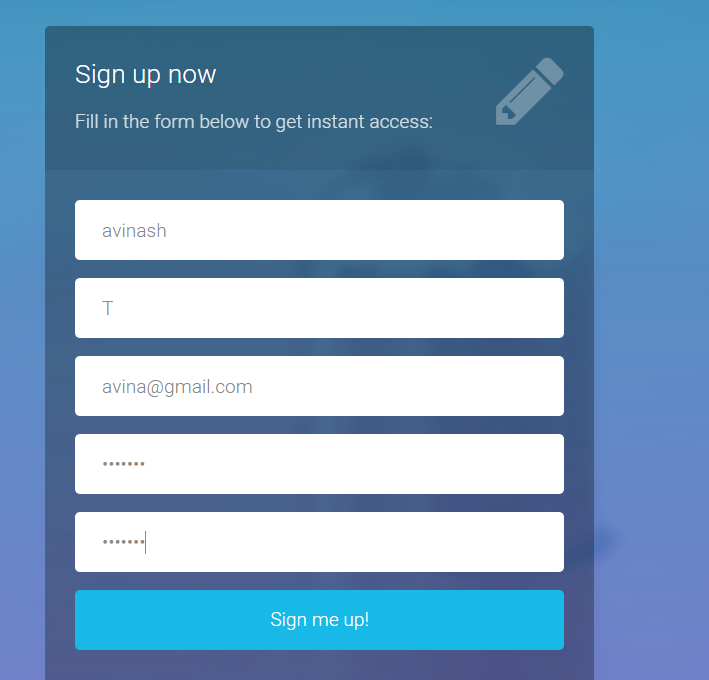 Sign up now
Fill in the form below to get instant access:
avinash
T
avina@gmail.com
•••••••
•••••••
Sign me up!